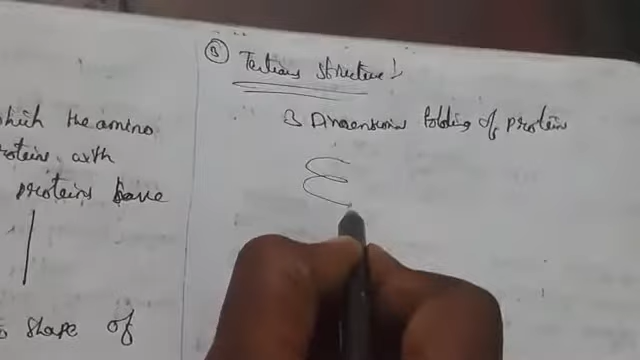 ③ Tertiary structure:
3 Dimensional folding of protein
which the amino
proteins with
proteins have
shape of